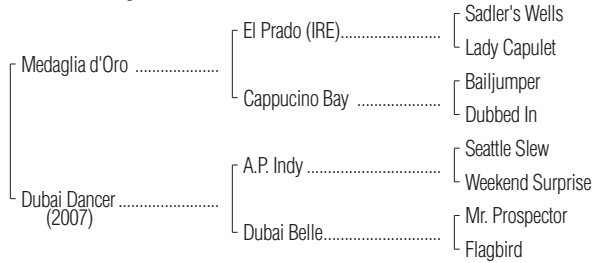 Sadler's Wells
El Prado (IRE)....................
Lady Capulet
Medaglia d'Oro .....................
Bailjumper
Cappucino Bay .....................
Dubbed In
Seattle Slew
A.P. Indy ..................................
Weekend Surprise
Dubai Dancer .........................
(2007)
Mr. Prospector
Dubai Belle..............................
Flagbird